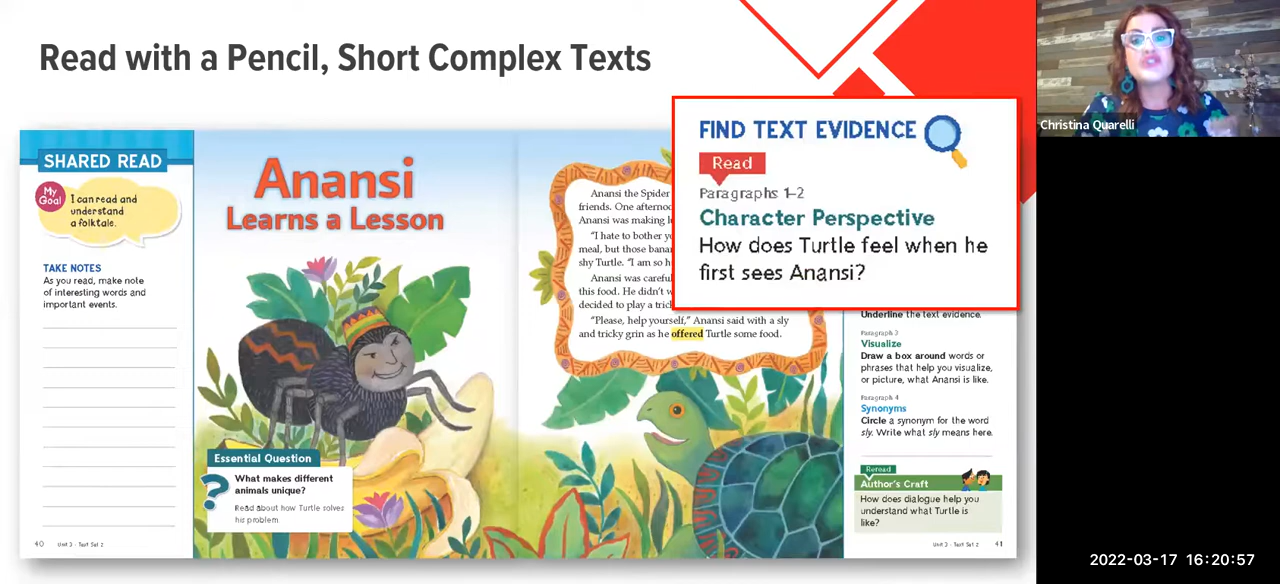 Read with a Pencil, Short Complex Texts
Christina Quarelli
SHARED READ
My
Goal
I can read and
understand
a folktale.
TAKE NOTES
As you read, make note
of interesting words and
important events.
40 Unit 3 · Text Set 2
Anansi
Learns a Lesson
Essential Question
What makes different
animals unique?
Read about how Turtle solves
his problem
Anansi the Spider
friends. One
Anansi was making
"I hate to bother
meal, but those
shy Turtle. "I am so
Anansi was
this food. He didn't
decided to play a
"Please, help yourself," Anansi said with a sly
and tricky grin as he offered Turtle some food.
FIND TEXT EVIDENCE
Read
Paragraphs 1-2
Character Perspective
How does Turtle feel when he
first sees Anansi?
Underline the text evidence.
Paragraph 3
Visualize
Draw a box around words or
phrases that help you visualize,
or picture, what Anansi is like.
Paragraph 4
Synonyms
Circle a synonym for the word
sly. Write what sly means here.
Reread
Author's Craft
How does dialogue help you
understand what Turtle is
like?
Unit 3 · Text Set 2 41
2022-03-17 16:20:57